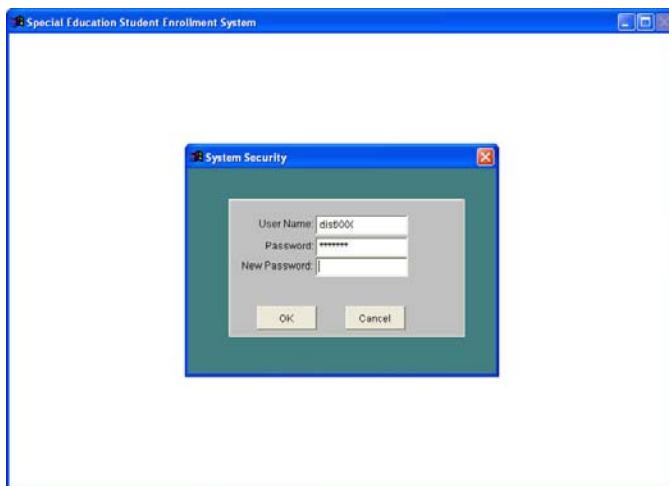 Special Education Student Enrollment System
System Security
User Name:
Password: *******
New Password:
OK Cancel